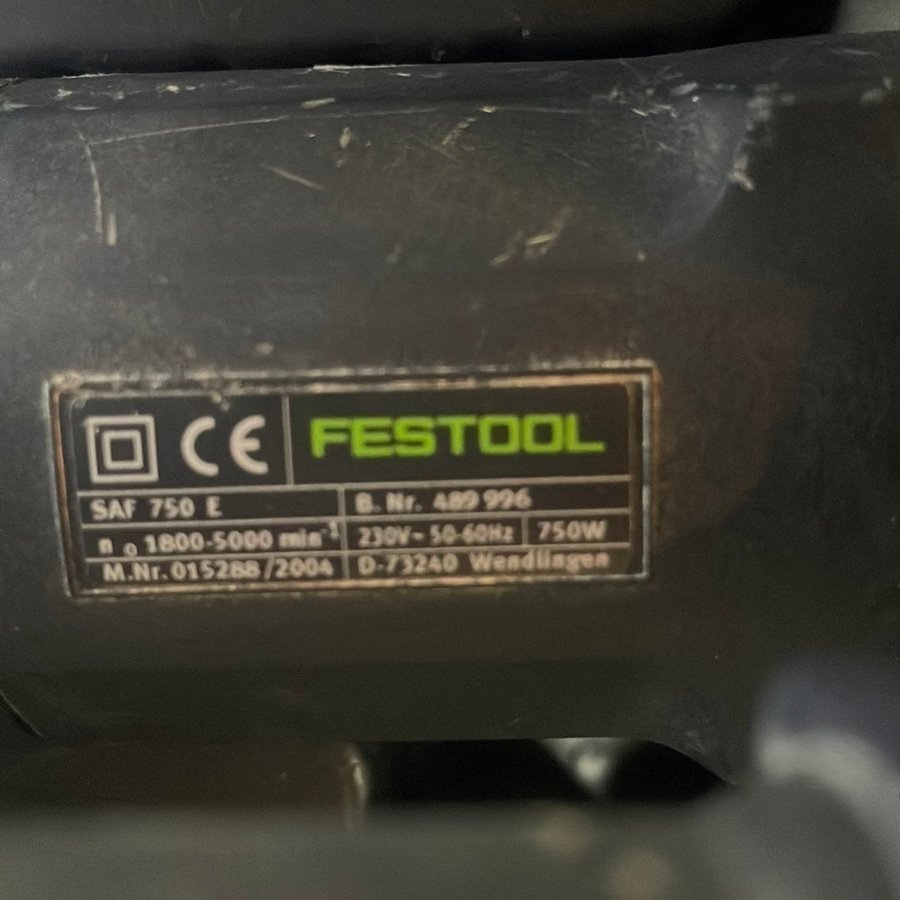 CE FESTOOL
SAF 750 E B.Nr. 489 996
n₀ 1800-5000 min⁻¹ 230V~ 50-60Hz 750W
M.Nr. 015288/2004 D-73240 Wendlingen